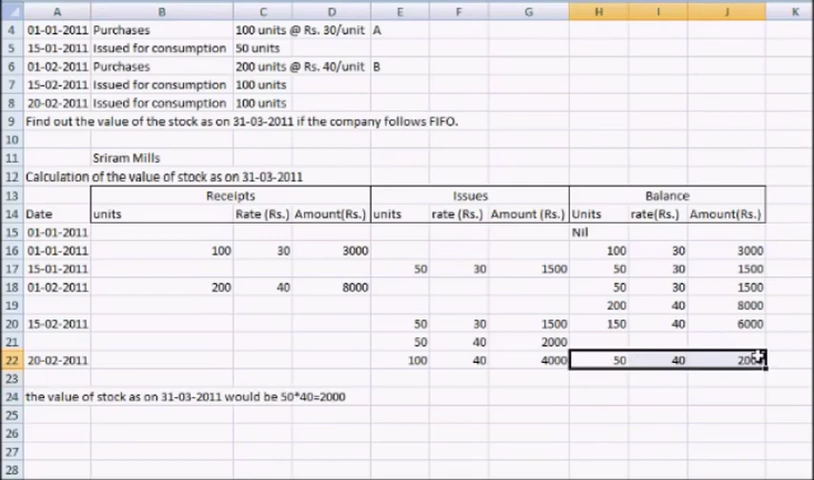 A B C D E F G H I J K
4 01-01-2011 Purchases 100 units @ Rs. 30/unit A
5 15-01-2011 Issued for consumption 50 units
6 01-02-2011 Purchases 200 units @ Rs. 40/unit B
7 15-02-2011 Issued for consumption 100 units
8 20-02-2011 Issued for consumption 100 units
9 Find out the value of the stock as on 31-03-2011 if the company follows FIFO.
10
11 Sriram Mills
12 Calculation of the value of stock as on 31-03-2011
13 Receipts Issues Balance
14 Date units Rate (Rs.) Amount(Rs.) units rate (Rs.) Amount (Rs.) Units rate(Rs.) Amount(Rs.)
15 01-01-2011 Nil
16 01-01-2011 100 30 3000 100 30 3000
17 15-01-2011 50 30 1500 50 30 1500
18 01-02-2011 200 40 8000 50 30 1500
19 200 40 8000
20 15-02-2011 50 30 1500 150 40 6000
21 50 40 2000
22 20-02-2011 100 40 4000 50 40
23
24 the value of stock as on 31-03-2011 would be 50*40=2000
25
26
27
28